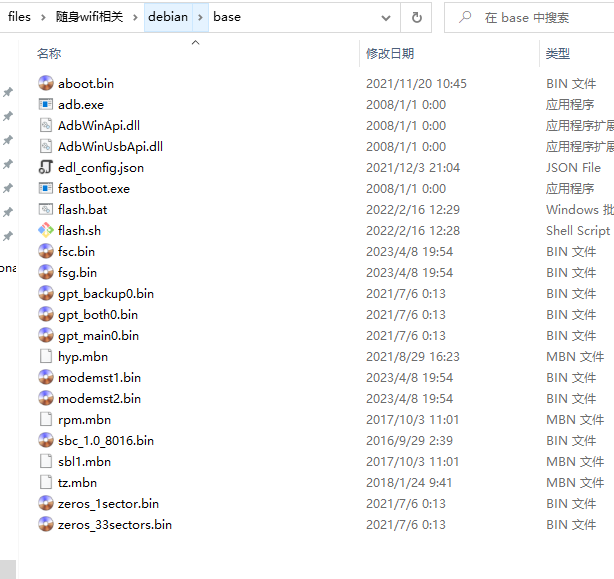 files › 随身wifi相关 › debian › base
在 base 中搜索
名称 修改日期 类型
aboot.bin 2021/11/20 10:45 BIN 文件
adb.exe 2008/1/1 0:00 应用程序
AdbWinApi.dll 2008/1/1 0:00 应用程序扩展
AdbWinUsbApi.dll 2008/1/1 0:00 应用程序扩展
edl_config.json 2021/12/3 21:04 JSON File
fastboot.exe 2008/1/1 0:00 应用程序
flash.bat 2022/2/16 12:29 Windows 批
flash.sh 2022/2/16 12:28 Shell Script
ona
fsc.bin 2023/4/8 19:54 BIN 文件
fsg.bin 2023/4/8 19:54 BIN 文件
gpt_backup0.bin 2021/7/6 0:13 BIN 文件
gpt_both0.bin 2021/7/6 0:13 BIN 文件
gpt_main0.bin 2021/7/6 0:13 BIN 文件
hyp.mbn 2021/8/29 16:23 MBN 文件
modemst1.bin 2023/4/8 19:54 BIN 文件
modemst2.bin 2023/4/8 19:54 BIN 文件
rpm.mbn 2017/10/3 11:01 MBN 文件
sbc_1.0_8016.bin 2016/9/29 2:39 BIN 文件
sbl1.mbn 2017/10/3 11:01 MBN 文件
tz.mbn 2018/1/24 9:41 MBN 文件
zeros_1sector.bin 2021/7/6 0:13 BIN 文件
zeros_33sectors.bin 2021/7/6 0:13 BIN 文件